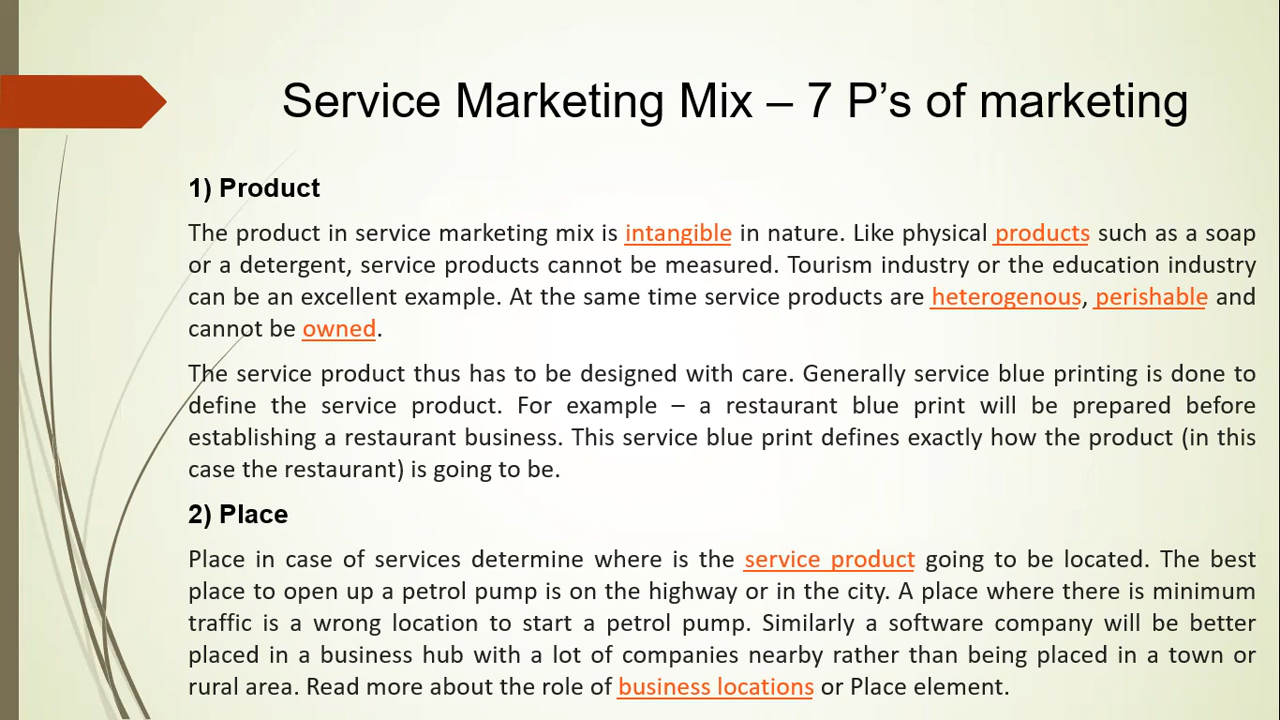 Service Marketing Mix – 7 P’s of marketing
1) Product
The product in service marketing mix is intangible in nature. Like physical products such as a soap
or a detergent, service products cannot be measured. Tourism industry or the education industry
can be an excellent example. At the same time service products are heterogenous, perishable and
cannot be owned.
The service product thus has to be designed with care. Generally service blue printing is done to
define the service product. For example – a restaurant blue print will be prepared before
establishing a restaurant business. This service blue print defines exactly how the product (in this
case the restaurant) is going to be.
2) Place
Place in case of services determine where is the service product going to be located. The best
place to open up a petrol pump is on the highway or in the city. A place where there is minimum
traffic is a wrong location to start a petrol pump. Similarly a software company will be better
placed in a business hub with a lot of companies nearby rather than being placed in a town or
rural area. Read more about the role of business locations or Place element.